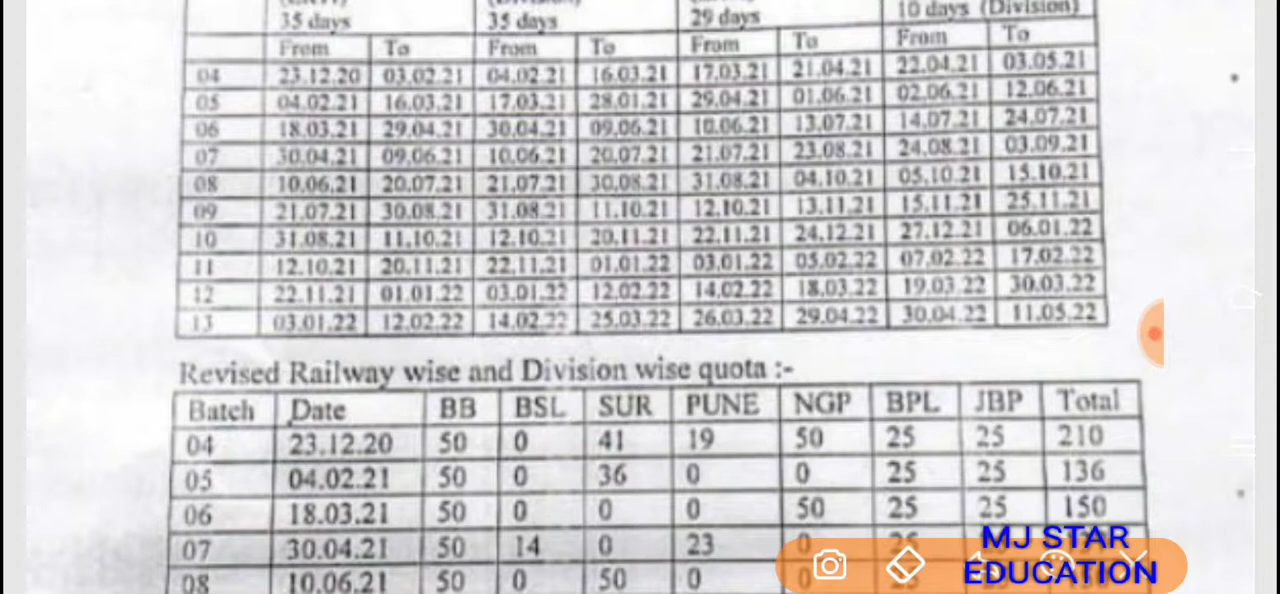 35 days 35 days 29 days 10 days (Division)
From To From To From To From To
04 23.12.20 03.02.21 04.02.21 16.03.21 17.03.21 21.04.21 22.04.21 03.05.21
05 04.02.21 16.03.21 17.03.21 28.01.21 29.04.21 01.06.21 02.06.21 12.06.21
06 18.03.21 29.04.21 30.04.21 09.06.21 10.06.21 13.07.21 14.07.21 24.07.21
07 30.04.21 09.06.21 10.06.21 20.07.21 21.07.21 23.08.21 24.08.21 03.09.21
08 10.06.21 20.07.21 21.07.21 30.08.21 31.08.21 04.10.21 05.10.21 15.10.21
09 21.07.21 30.08.21 31.08.21 11.10.21 12.10.21 13.11.21 15.11.21 25.11.21
10 31.08.21 11.10.21 12.10.21 20.11.21 22.11.21 24.12.21 27.12.21 06.01.22
11 12.10.21 20.11.21 22.11.21 01.01.22 03.01.22 05.02.22 07.02.22 17.02.22
12 22.11.21 01.01.22 03.01.22 12.02.22 14.02.22 18.03.22 19.03.22 30.03.22
13 03.01.22 12.02.22 14.02.22 25.03.22 26.03.22 29.04.22 30.04.22 11.05.22
Revised Railway wise and Division wise quota :-
Batch Date BB BSL SUR PUNE NGP BPL JBP Total
04 23.12.20 50 0 41 19 50 25 25 210
05 04.02.21 50 0 36 0 0 25 25 136
06 18.03.21 50 0 0 0 50 25 25 150
07 30.04.21 50 14 0 23 0 25
08 10.06.21 50 0 50 0 0
MJ STAR
EDUCATION